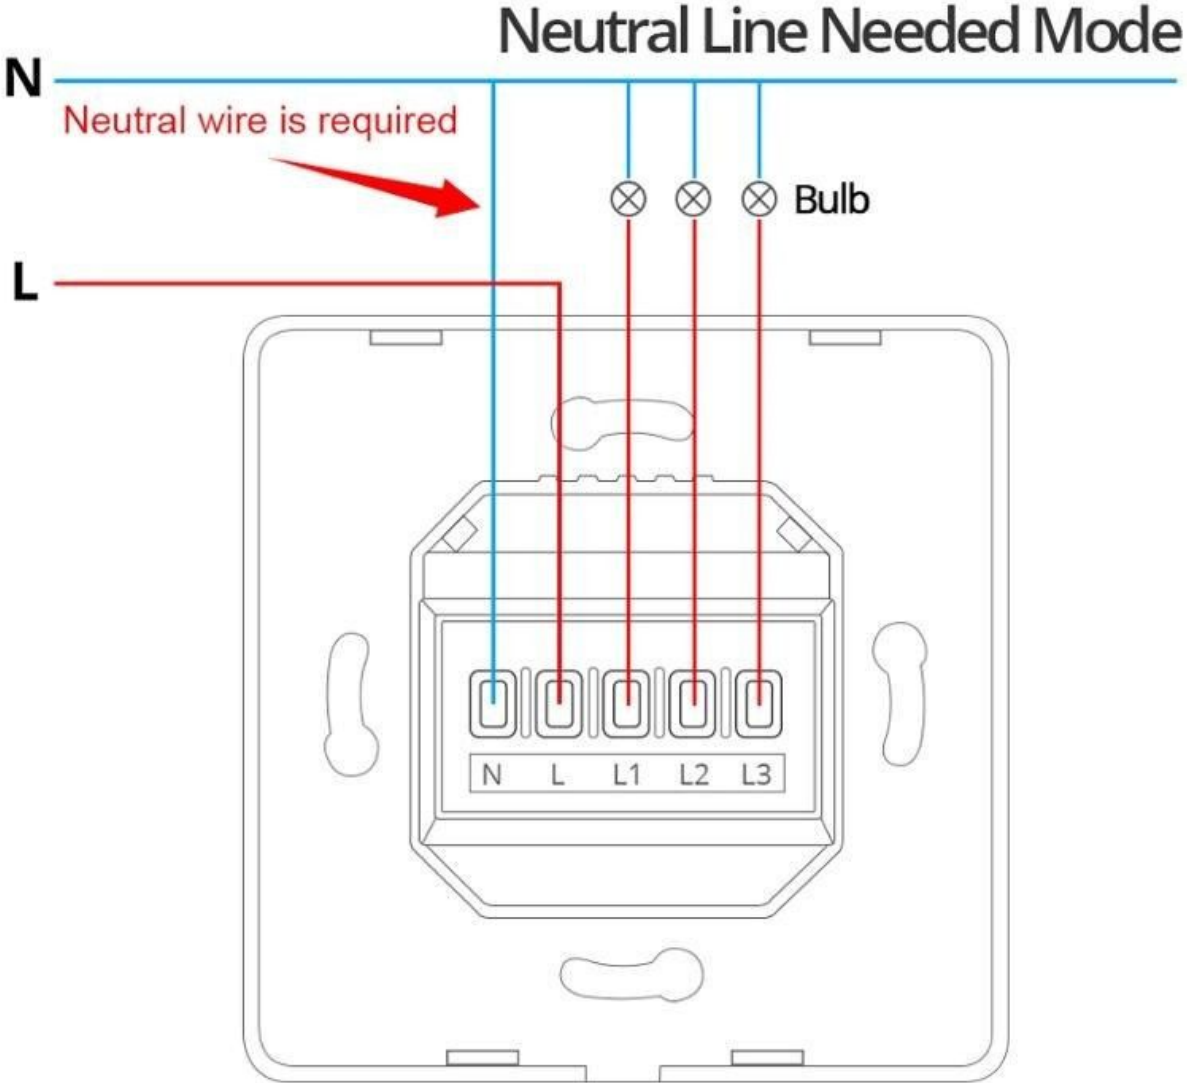 Neutral Line Needed Mode
N
Neutral wire is required
Bulb
L
N L L1 L2 L3